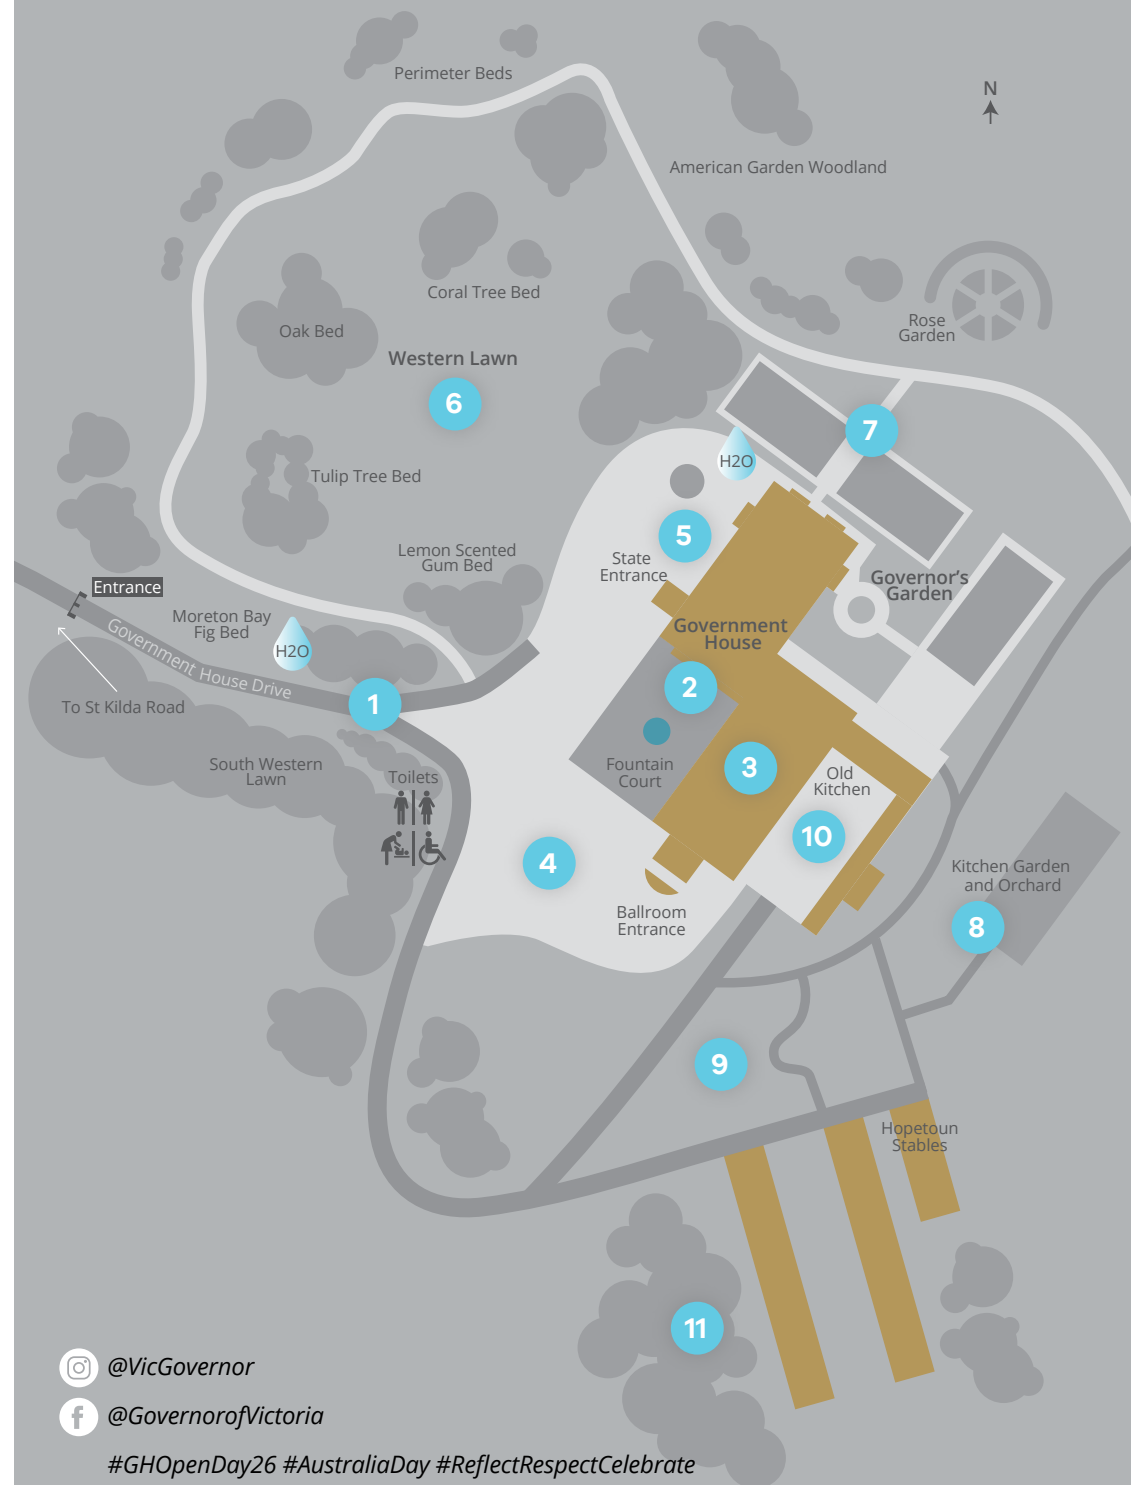 Perimeter Beds
N
American Garden Woodland
Coral Tree Bed
Oak Bed
Rose
Garden
Western Lawn
6
7
H2O
Tulip Tree Bed
5
Lemon Scented
Gum Bed
State
Entrance
Governor's
Garden
Entrance
Moreton Bay
Fig Bed
Government House Drive
H2O
Government
House
2
1
To St Kilda Road
South Western
Lawn
Toilets
Fountain
Court
3
Old
Kitchen
10
4
Kitchen Garden
and Orchard
8
Ballroom
Entrance
9
Hopetoun
Stables
11
@VicGovernor
@GovernorofVictoria
#GHOpenDay26 #AustraliaDay #ReflectRespectCelebrate